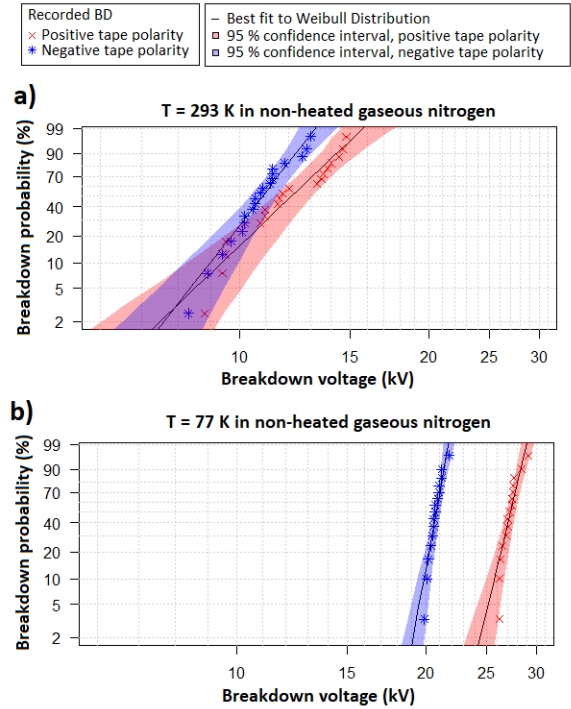 Recorded BD
Positive tape polarity
Negative tape polarity
Best fit to Weibull Distribution
95 % confidence interval, positive tape polarity
95 % confidence interval, negative tape polarity
a)
T = 293 K in non-heated gaseous nitrogen
Breakdown probability (%)
99
90
70
40
20
10
5
2
10 15 20 25 30
Breakdown voltage (kV)
b)
T = 77 K in non-heated gaseous nitrogen
Breakdown probability (%)
99
90
70
40
20
10
5
2
10 15 20 25 30
Breakdown voltage (kV)